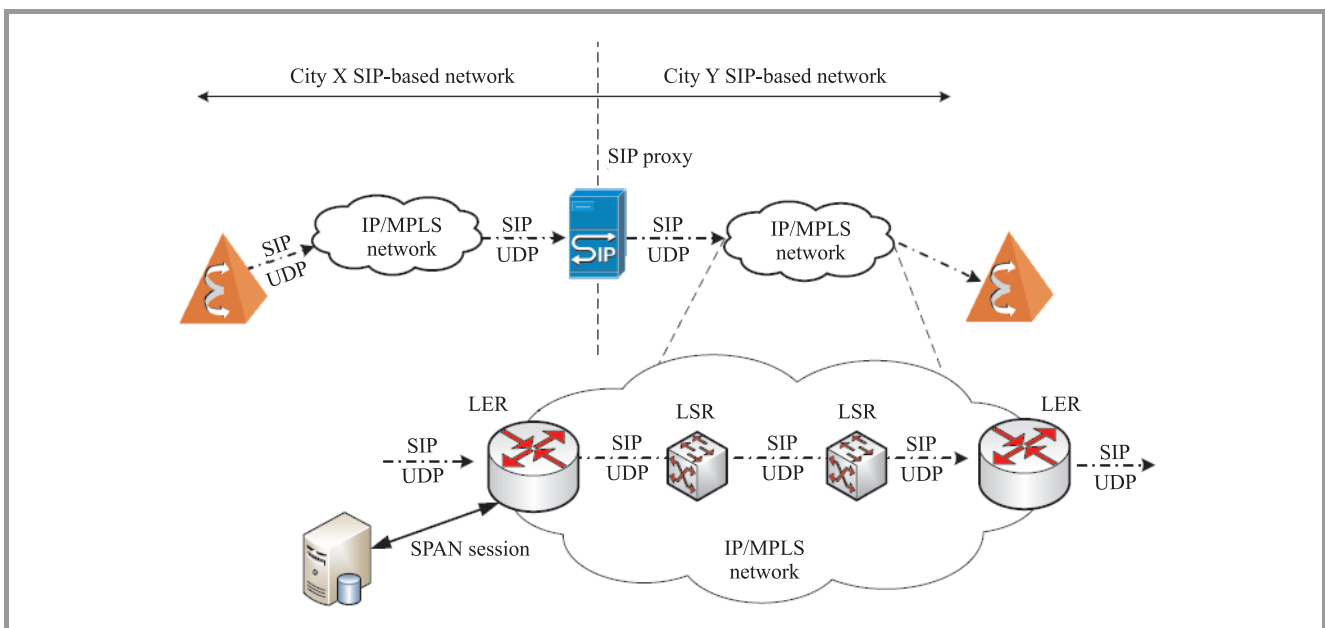 City X SIP-based network
City Y SIP-based network
SIP proxy
SIP
UDP
IP/MPLS
network
SIP
UDP
SIP
SIP
UDP
IP/MPLS
network
LER
LSR
LSR
LER
SIP
UDP
SIP
UDP
SIP
UDP
SIP
UDP
SIP
UDP
SPAN session
IP/MPLS
network